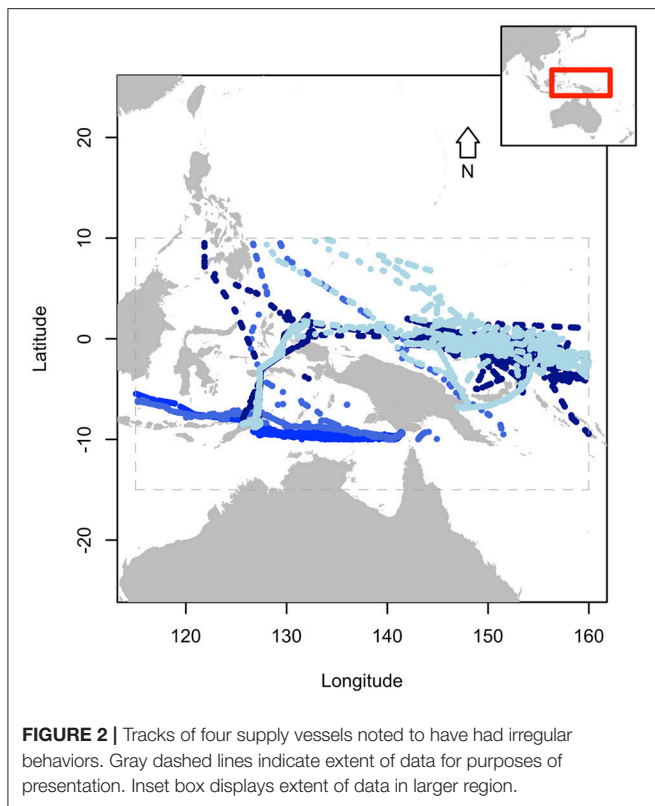 N
20
10
0
-10
-20
Latitude
120
130
140
150
160
Longitude
FIGURE 2 | Tracks of four supply vessels noted to have had irregular
behaviors. Gray dashed lines indicate extent of data for purposes of
presentation. Inset box displays extent of data in larger region.